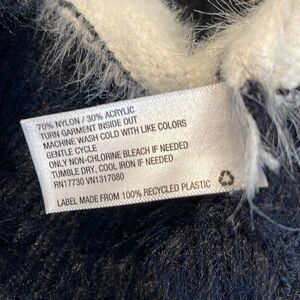 70% NYLON / 30% ACRYLIC
TURN GARMENT INSIDE OUT
MACHINE WASH COLD WITH LIKE COLORS
GENTLE CYCLE
ONLY NON-CHLORINE BLEACH IF NEEDED
TUMBLE DRY, COOL IRON IF NEEDED
RN17730 VN1317080
LABEL MADE FROM 100% RECYCLED PLASTIC